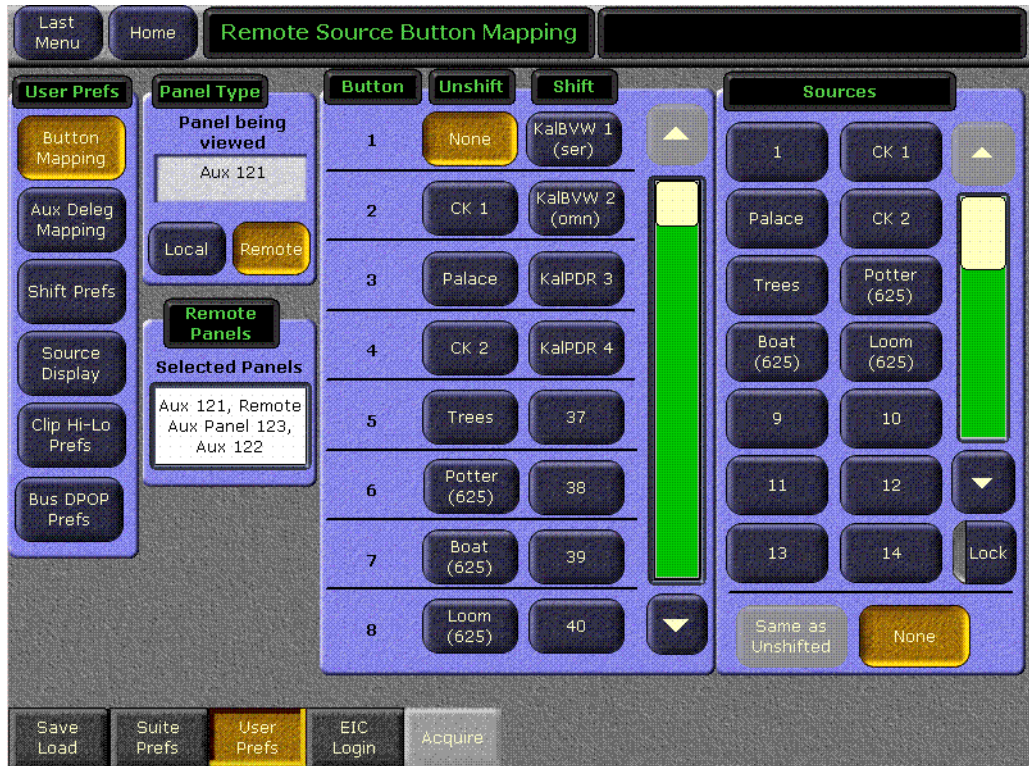 Last
Menu
Home
Remote Source Button Mapping
User Prefs
Button
Mapping
Aux Deleg
Mapping
Shift Prefs
Source
Display
Clip Hi-Lo
Prefs
Bus DPOP
Prefs
Panel Type
Panel being
viewed
Aux 121
Local
Remote
Remote
Panels
Selected Panels
Aux 121, Remote
Aux Panel 123,
Aux 122
Button Unshift Shift
1 None KalBVW 1
(ser)
2 CK 1 KalBVW 2
(omn)
3 Palace KalPDR 3
4 CK 2 KalPDR 4
5 Trees 37
6 Potter
(625) 38
7 Boat
(625) 39
8 Loom
(625) 40
Sources
1 CK 1
Palace CK 2
Trees Potter
(625)
Boat
(625)
Loom
(625)
9 10
11 12
13 14
Lock
Same as
Unshifted
None
Save
Load
Suite
Prefs
User
Prefs
EIC
Login
Acquire